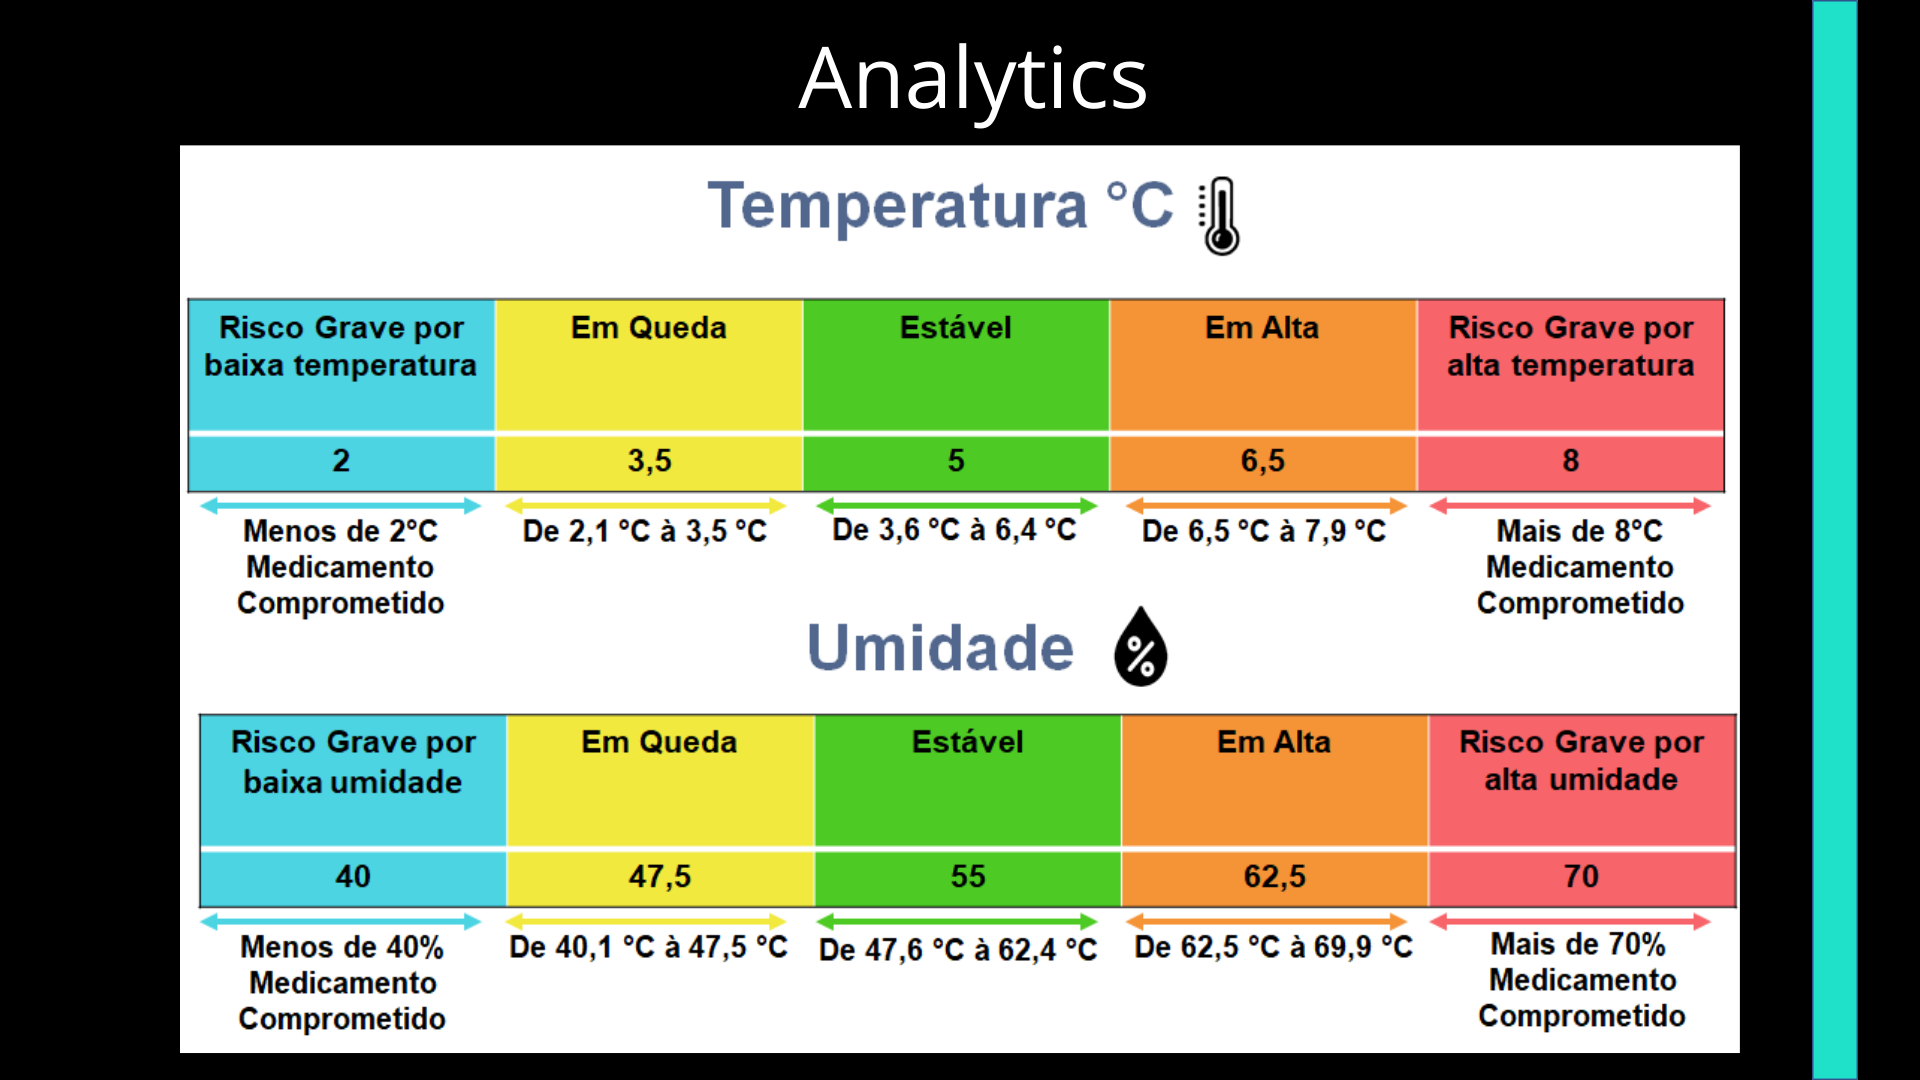 Analytics
Temperatura °C
Risco Grave por
baixa temperatura
Em Queda
Estável
Em Alta
Risco Grave por
alta temperatura
2
3,5
5
6,5
8
Menos de 2°C
Medicamento
Comprometido
De 2,1 °C à 3,5 °C
De 3,6 °C à 6,4 °C
De 6,5 °C à 7,9 °C
Mais de 8°C
Medicamento
Comprometido
Umidade %
Risco Grave por
baixa umidade
Em Queda
Estável
Em Alta
Risco Grave por
alta umidade
40
47,5
55
62,5
70
Menos de 40%
Medicamento
Comprometido
De 40,1 °C à 47,5 °C
De 47,6 °C à 62,4 °C
De 62,5 °C à 69,9 °C
Mais de 70%
Medicamento
Comprometido